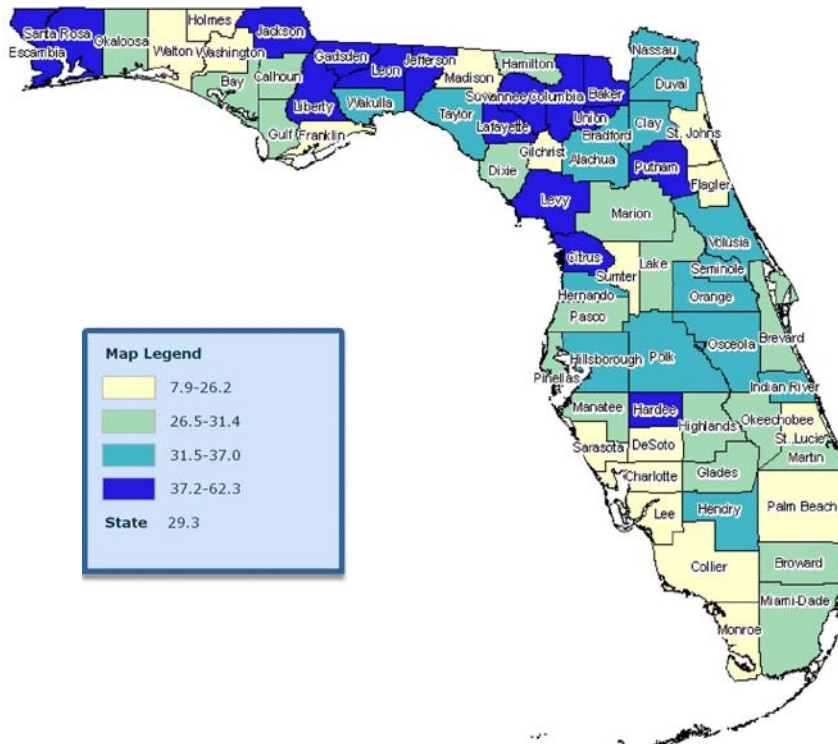 Holmes
Jackson
Santa Rosa
Okaloosa
Walton
Washington
Escambia
Gadsden
Jefferson
Leon
Hamilton
Nassau
Bay
Calhoun
Madison
Duval
Liberty
Wakulla
Suwannee
Columbia
Baker
Taylor
Lafayette
Union
Clay
Gulf
Franklin
Bradford
St. Johns
Gilchrist
Alachua
Putnam
Dixie
Flagler
Levy
Marion
Volusia
Citrus
Lake
Sumter
Seminole
Hernando
Orange
Pasco
Brevard
Osceola
Hillsborough
Polk
Pinellas
Indian River
Manatee
Hardee
Okeechobee
Highlands
St. Lucie
Sarasota
DeSoto
Martin
Charlotte
Glades
Lee
Hendry
Palm Beach
Collier
Broward
Miami-Dade
Monroe
Map Legend
7.9-26.2
26.5-31.4
31.5-37.0
37.2-62.3
State 29.3